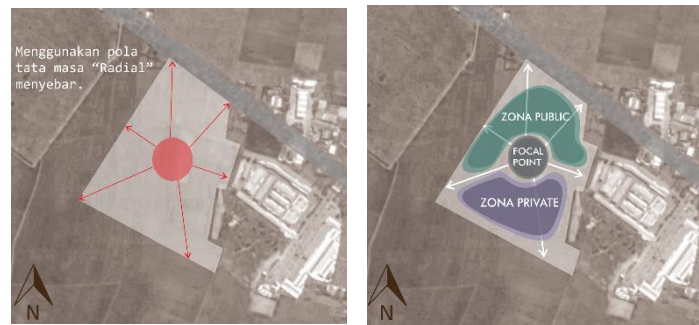 Menggunakan pola
tata masa “Radial”
menyebar.
N
ZONA PUBLIC
FOCAL
POINT
ZONA PRIVATE
N